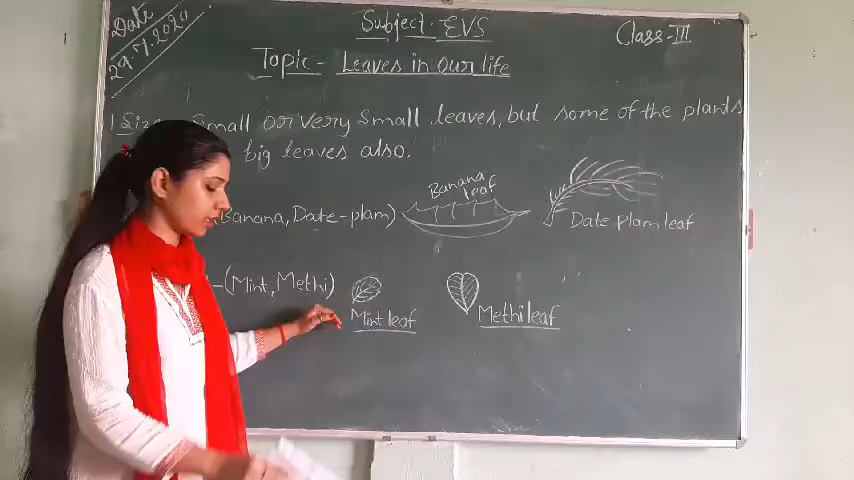 Date
29.7.2020
Subject:- EVS
Class-III
Topic- Leaves in our life
1 Size Small or very small leaves, but some of the plants
big leaves also.
(Banana, Date-plam)
Banana
leaf
Date plam leaf
-(Mint, Methi)
Mint leaf
Methi leaf